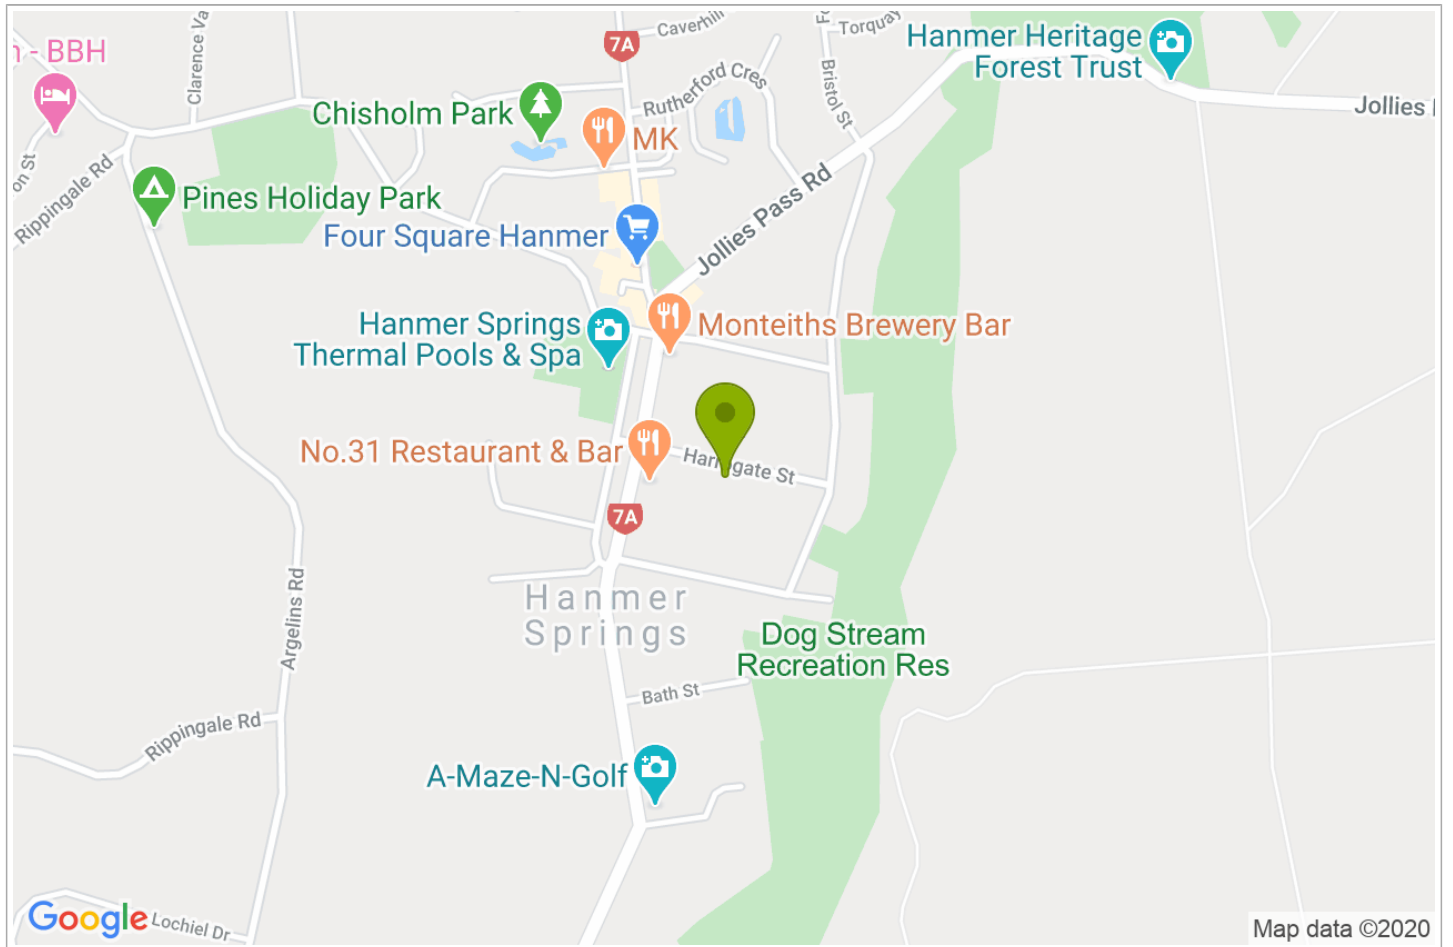 Caverhill
7A
Torquay
Hanmer Heritage
Forest Trust
- BBH
Clarence Va
Rutherford Cres
Bristol St
Jollies
Chisholm Park
MK
Jollies Pass Rd
on St
Rippingale Rd
Pines Holiday Park
Four Square Hanmer
Hanmer Springs
Thermal Pools & Spa
Monteiths Brewery Bar
No.31 Restaurant & Bar
7A
Hanmer
Springs
Argelins Rd
Dog Stream
Recreation Res
Bath St
Rippingale Rd
A-Maze-N-Golf
Google
Lochiel Dr
Map data ©2020